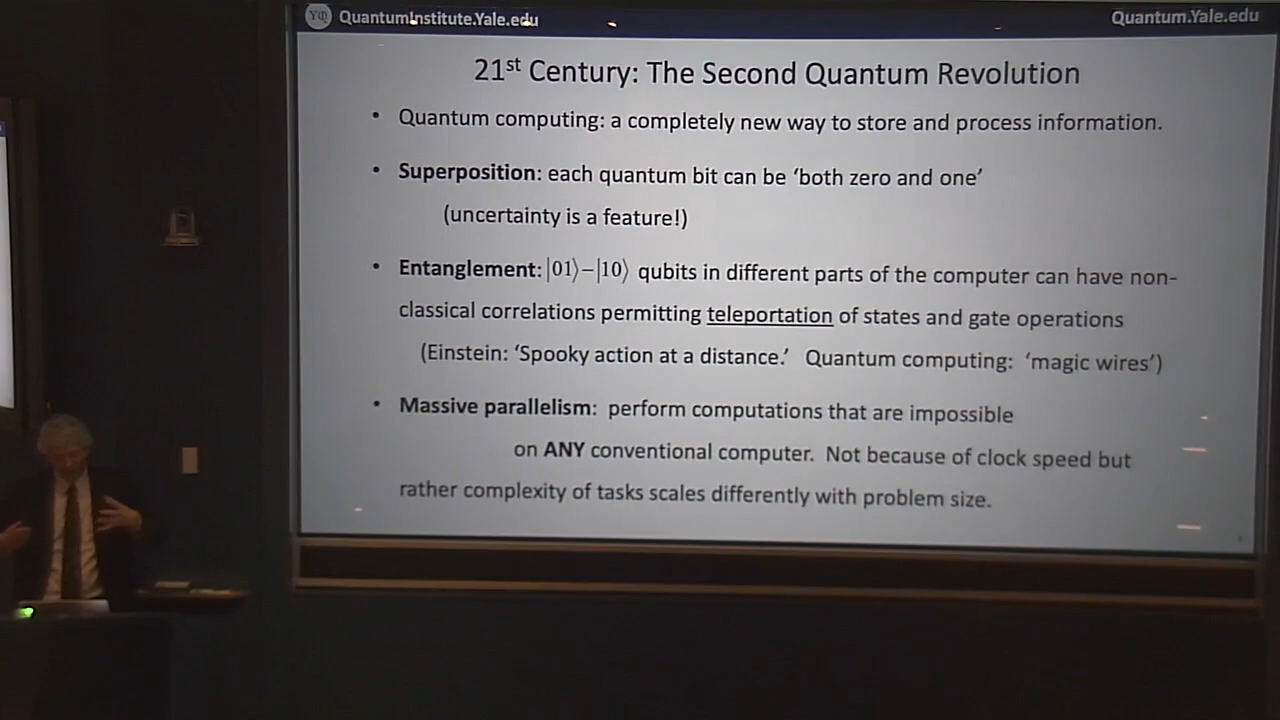 YΦ QuantumInstitute.Yale.edu
Quantum.Yale.edu
21st Century: The Second Quantum Revolution
• Quantum computing: a completely new way to store and process information.
• Superposition: each quantum bit can be ‘both zero and one’
(uncertainty is a feature!)
• Entanglement: |01⟩−|10⟩ qubits in different parts of the computer can have non-
classical correlations permitting teleportation of states and gate operations
(Einstein: ‘Spooky action at a distance.’ Quantum computing: ‘magic wires’)
• Massive parallelism: perform computations that are impossible
on ANY conventional computer. Not because of clock speed but
rather complexity of tasks scales differently with problem size.